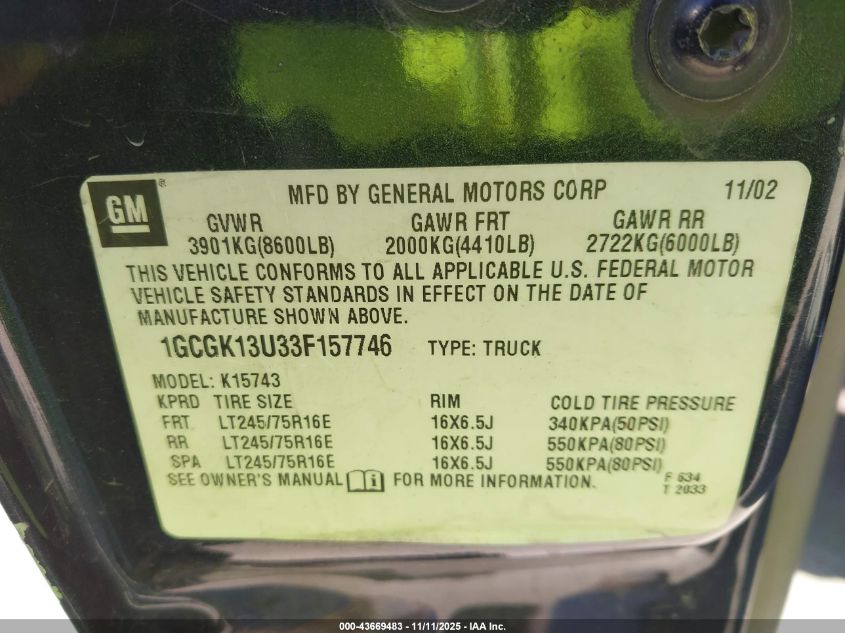 GM ®
MFD BY GENERAL MOTORS CORP 11/02
GVWR GAWR FRT GAWR RR
3901KG(8600LB) 2000KG(4410LB) 2722KG(6000LB)
THIS VEHICLE CONFORMS TO ALL APPLICABLE U.S. FEDERAL MOTOR
VEHICLE SAFETY STANDARDS IN EFFECT ON THE DATE OF
MANUFACTURE SHOWN ABOVE.
1GCGK13U33F157746 TYPE: TRUCK
MODEL: K15743
KPRD TIRE SIZE RIM COLD TIRE PRESSURE
FRT LT245/75R16E 16X6.5J 340KPA(50PSI)
RR LT245/75R16E 16X6.5J 550KPA(80PSI)
SPA LT245/75R16E 16X6.5J 550KPA(80PSI)
SEE OWNER'S MANUAL i FOR MORE INFORMATION.
F 634
T 2033
000-43669483 - 11/11/2025 - IAA Inc.